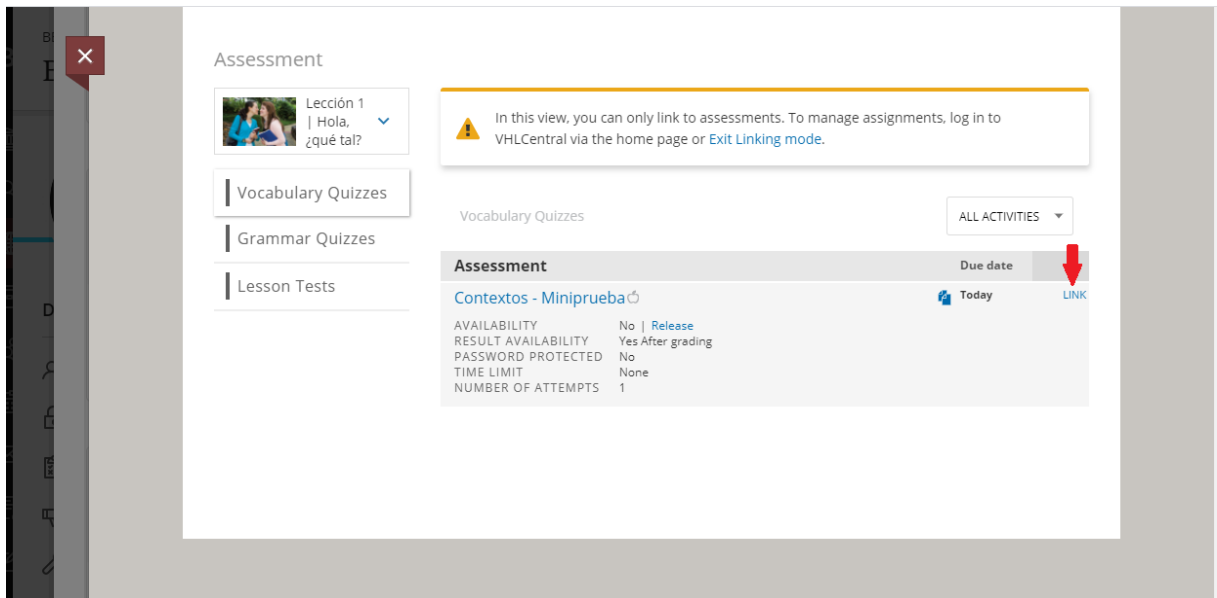 Assessment
Lección 1
| Hola,
¿qué tal?
In this view, you can only link to assessments. To manage assignments, log in to
VHLCentral via the home page or Exit Linking mode.
Vocabulary Quizzes
Grammar Quizzes
Lesson Tests
Vocabulary Quizzes
ALL ACTIVITIES
Assessment Due date
Contextos - Miniprueba Today LINK
AVAILABILITY No | Release
RESULT AVAILABILITY Yes After grading
PASSWORD PROTECTED No
TIME LIMIT None
NUMBER OF ATTEMPTS 1